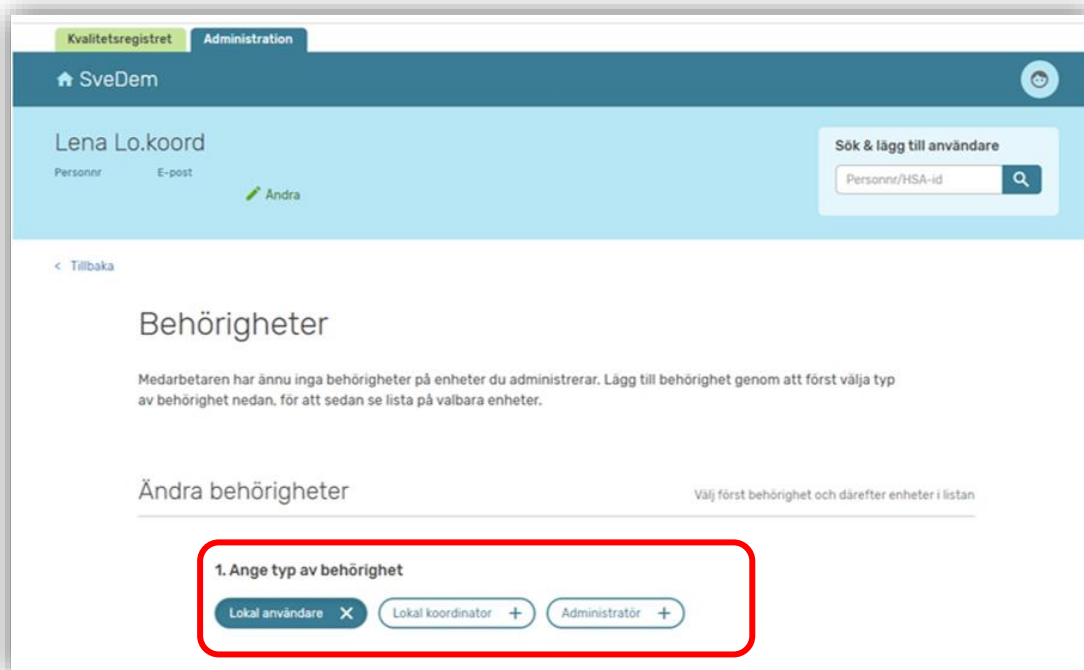 Kvalitetsregistret Administration
SveDem
Lena Lo.koord
Sök & lägg till användare
Personnr E-post
Personnr/HSA-id
Ändra
< Tillbaka
Behörigheter
Medarbetaren har ännu inga behörigheter på enheter du administrerar. Lägg till behörighet genom att först välja typ
av behörighet nedan, för att sedan se lista på valbara enheter.
Ändra behörigheter Välj först behörighet och därefter enheter i listan
1. Ange typ av behörighet
Lokal användare Lokal koordinator Administratör